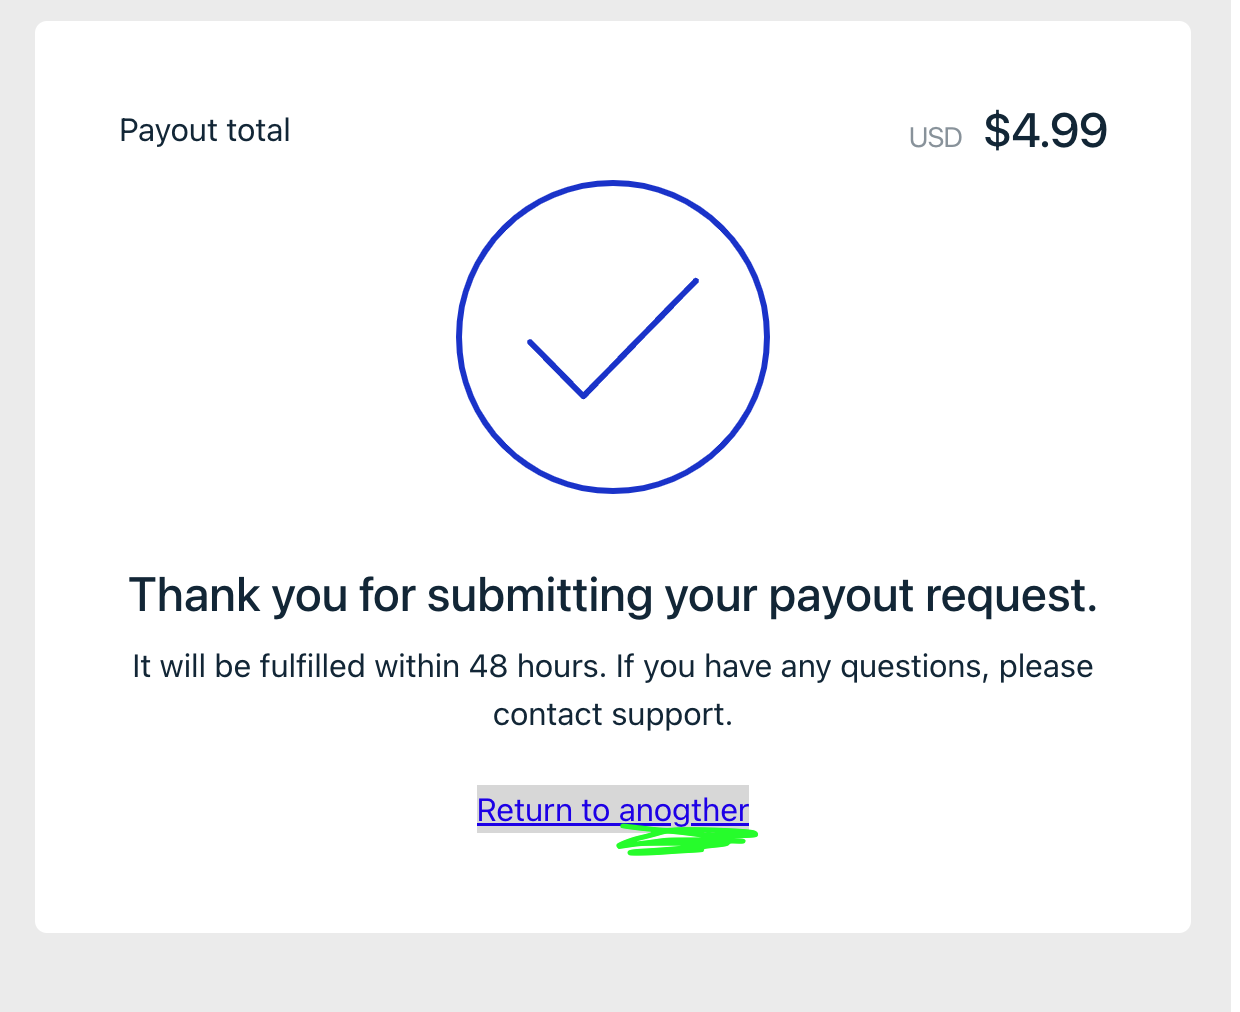 Payout total
USD $4.99
Thank you for submitting your payout request.
It will be fulfilled within 48 hours. If you have any questions, please
contact support.
Return to anogther